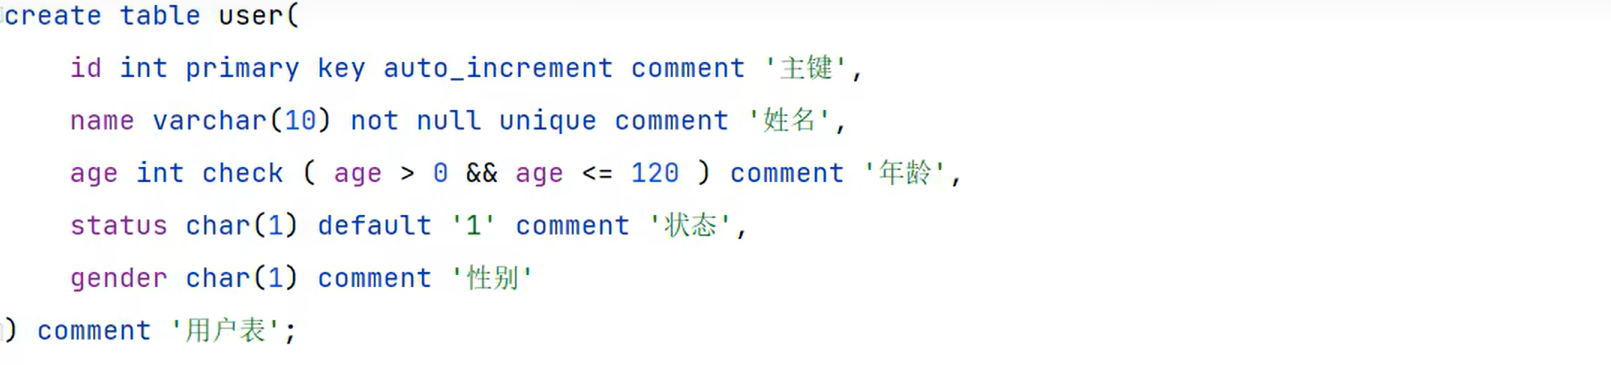 create table user(
id int primary key auto_increment comment '主键',
name varchar(10) not null unique comment '姓名',
age int check ( age > 0 && age <= 120 ) comment '年龄',
status char(1) default '1' comment '状态',
gender char(1) comment '性别'
) comment '用户表';